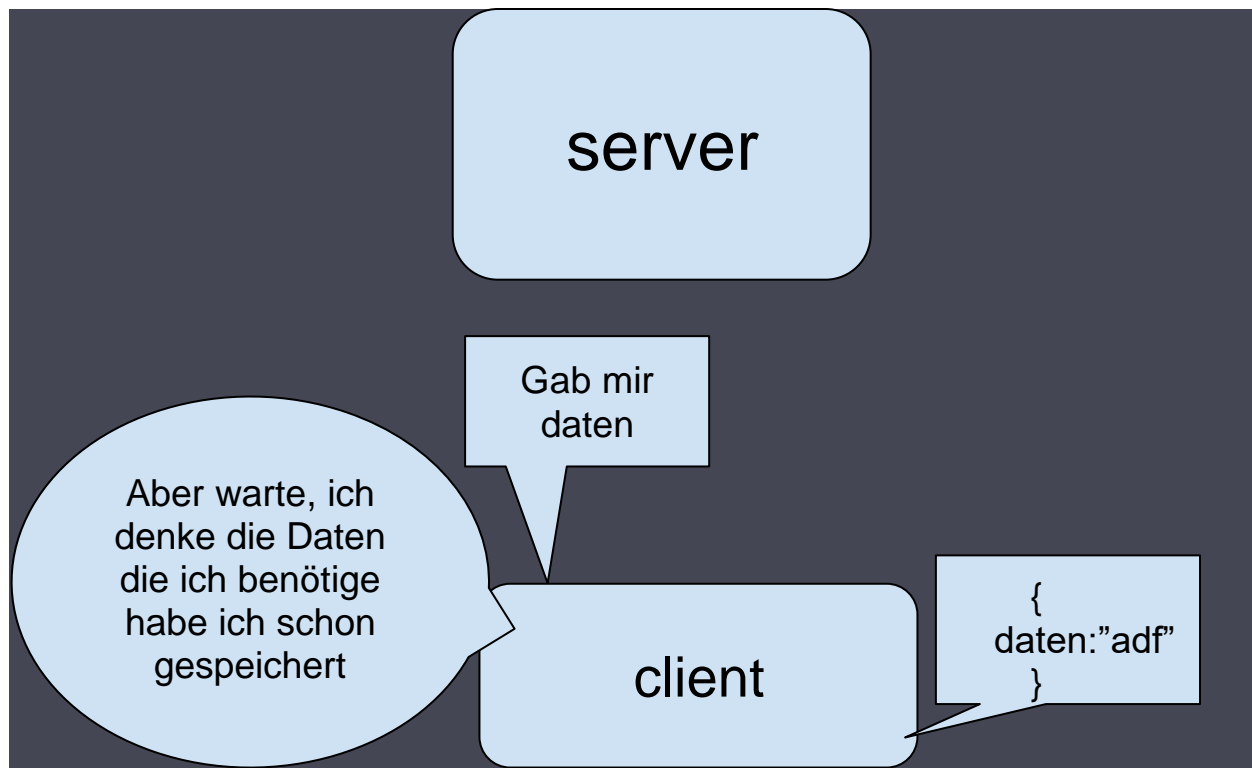 server
Gab mir
daten
Aber warte, ich
denke die Daten
die ich benötige
habe ich schon
gespeichert
client
{
daten:”adf”
}